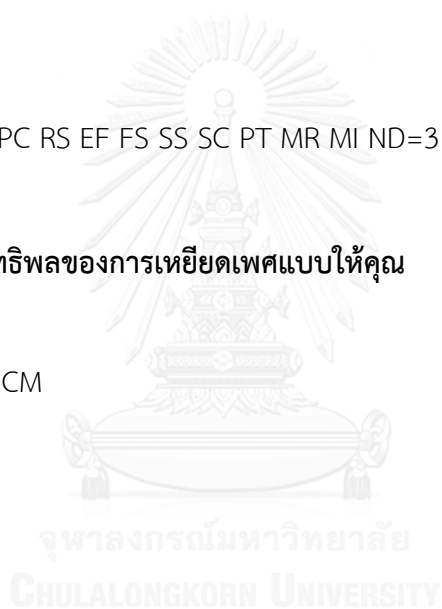 PC RS EF FS SS SC PT MR MI ND=3
ทธิพลของการเหยียดเพศแบบให้คุณ
CM
จุฬาลงกรณ์มหาวิทยาลัย
CHULALONGKORN UNIVERSITY